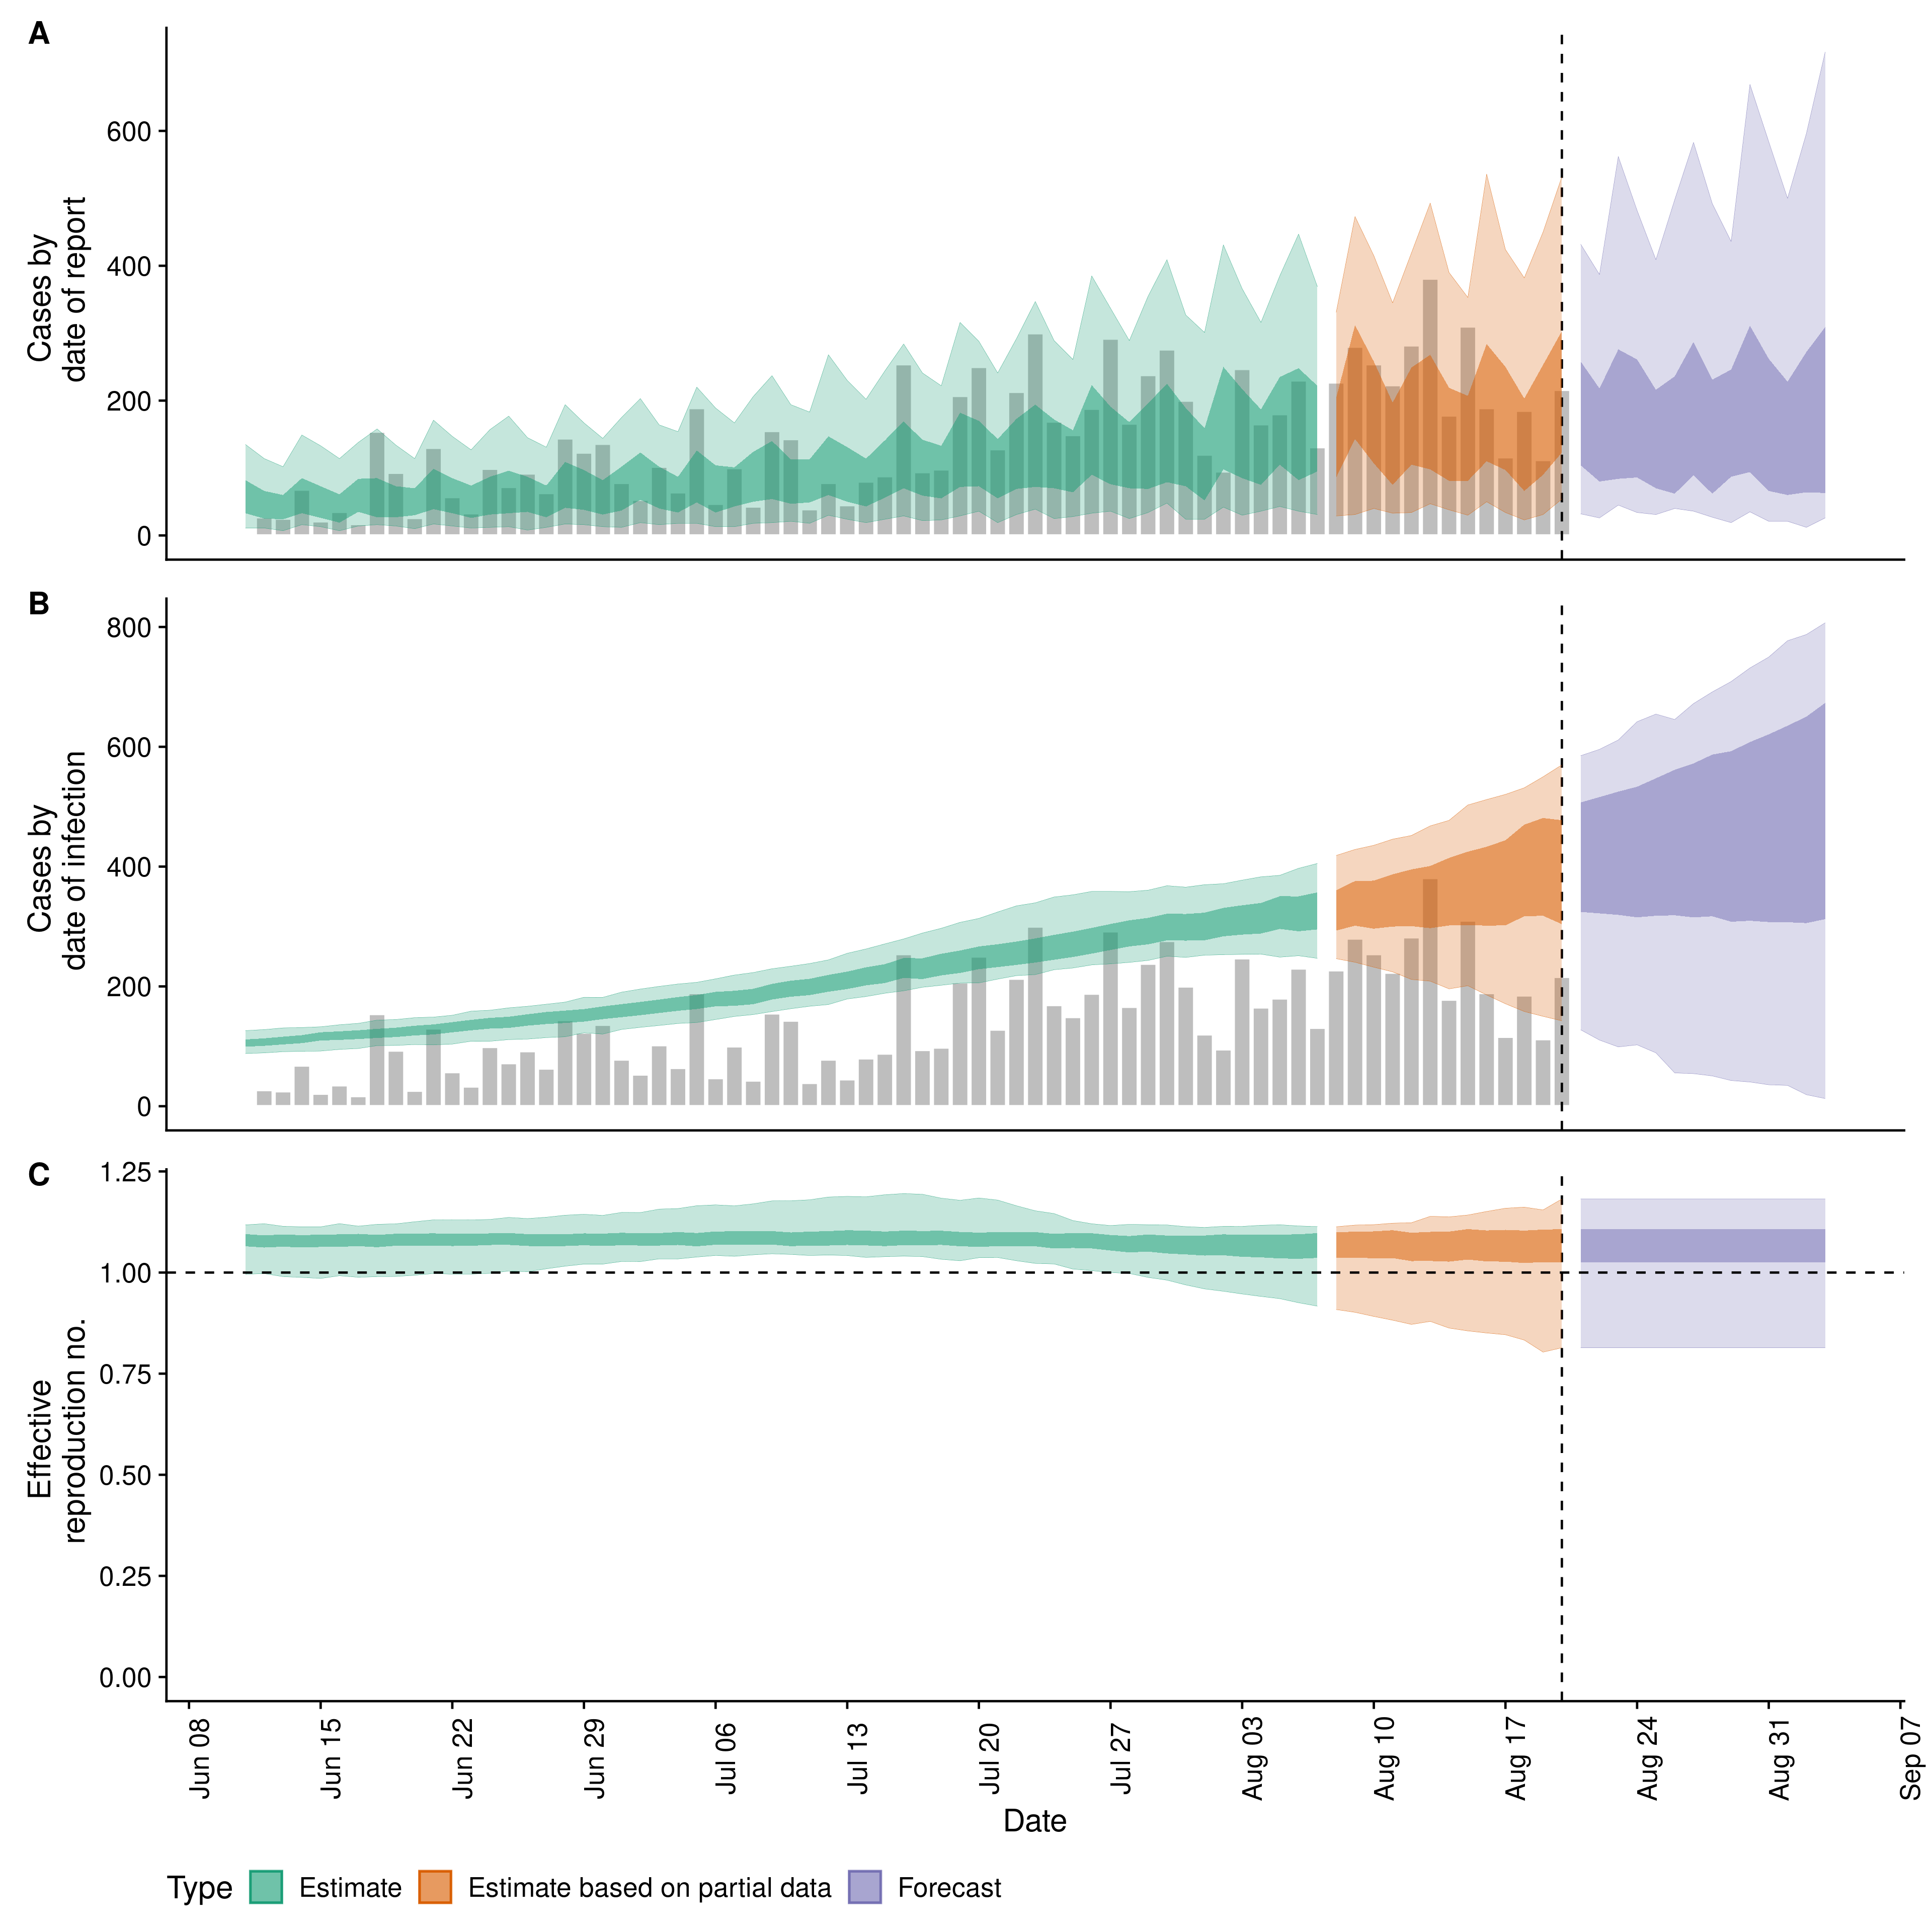 A
Cases by
date of report
600
400
200
0
B
Cases by
date of infection
800
600
400
200
0
C
Effective
reproduction no.
1.25
1.00
0.75
0.50
0.25
0.00
Jun 08
Jun 15
Jun 22
Jun 29
Jul 06
Jul 13
Jul 20
Jul 27
Aug 03
Aug 10
Aug 17
Aug 24
Aug 31
Sep 07
Date
Type Estimate Estimate based on partial data Forecast